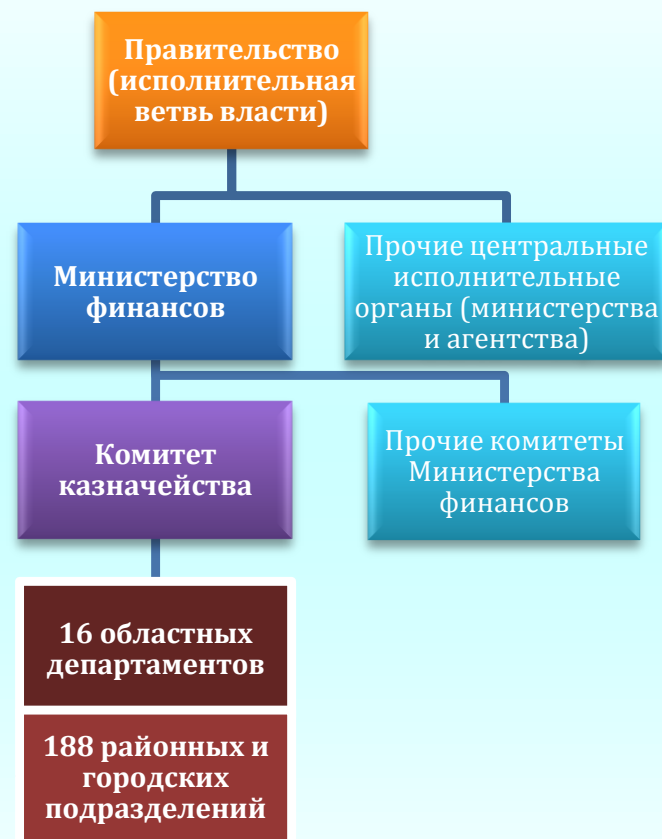 Правительство
(исполнительная
ветвь власти)
Министерство
финансов
Прочие центральные
исполнительные
органы (министерства
и агентства)
Комитет
казначейства
Прочие комитеты
Министерства
финансов
16 областных
департаментов
188 районных и
городских
подразделений